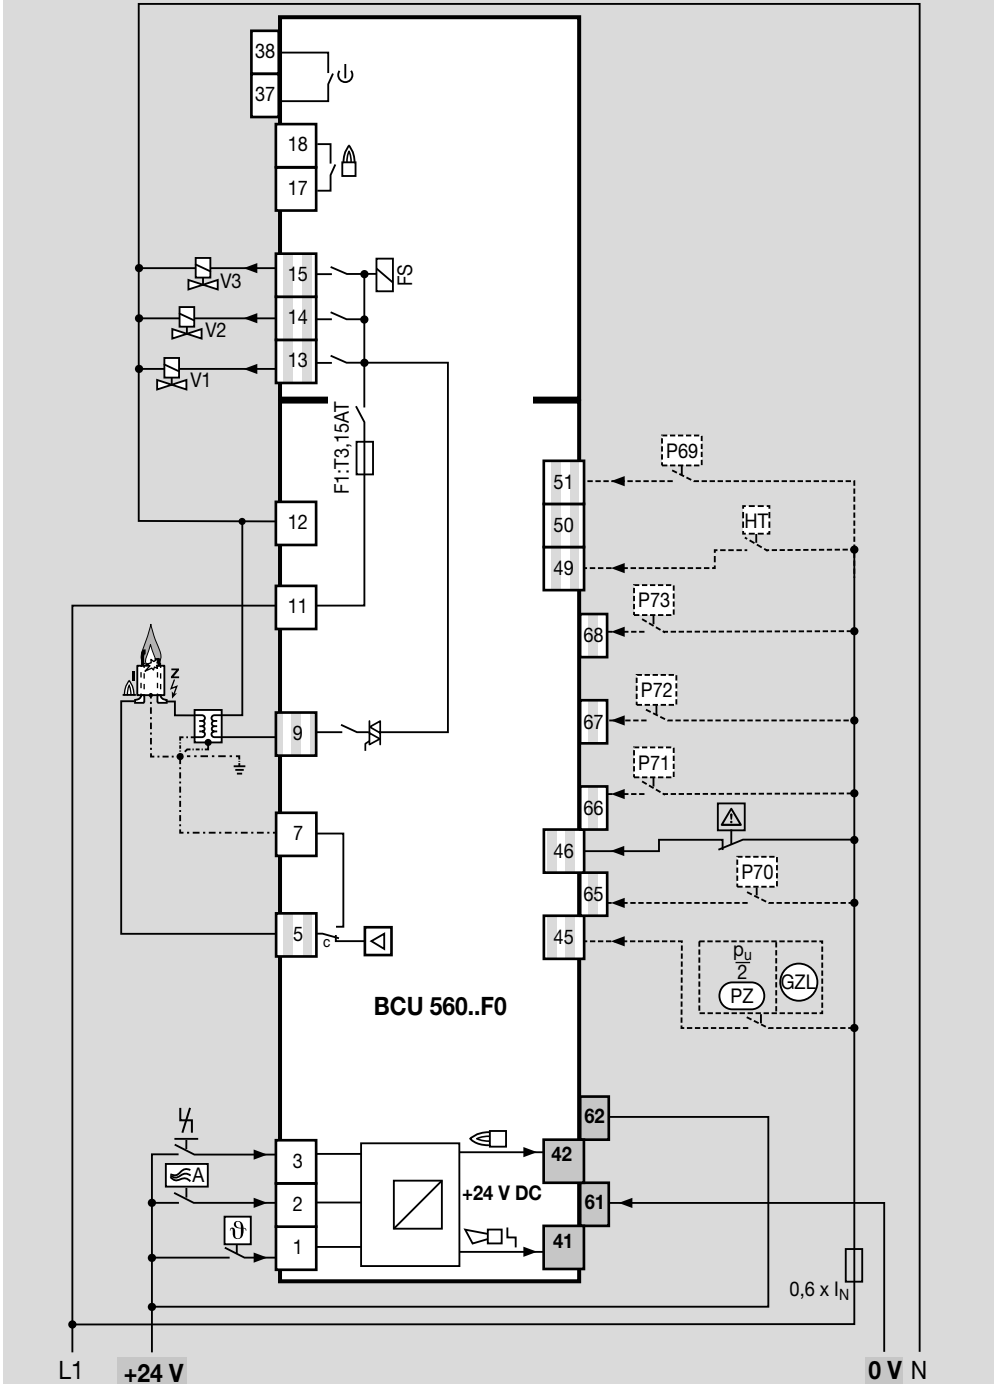 38
37
18
17
15
V3
FS
14
V2
13
V1
F1:T3,15AT
P69
51
HT
12
50
49
11
P73
68
Z
P72
9
67
P71
66
7
46
P70
65
5
c
45
pu
2
PZ
GZL
BCU 560..F0
62
3
42
A
+24 V DC
2
61
ϑ
1
41
0,6 x IN
L1
+24 V
0 V
N